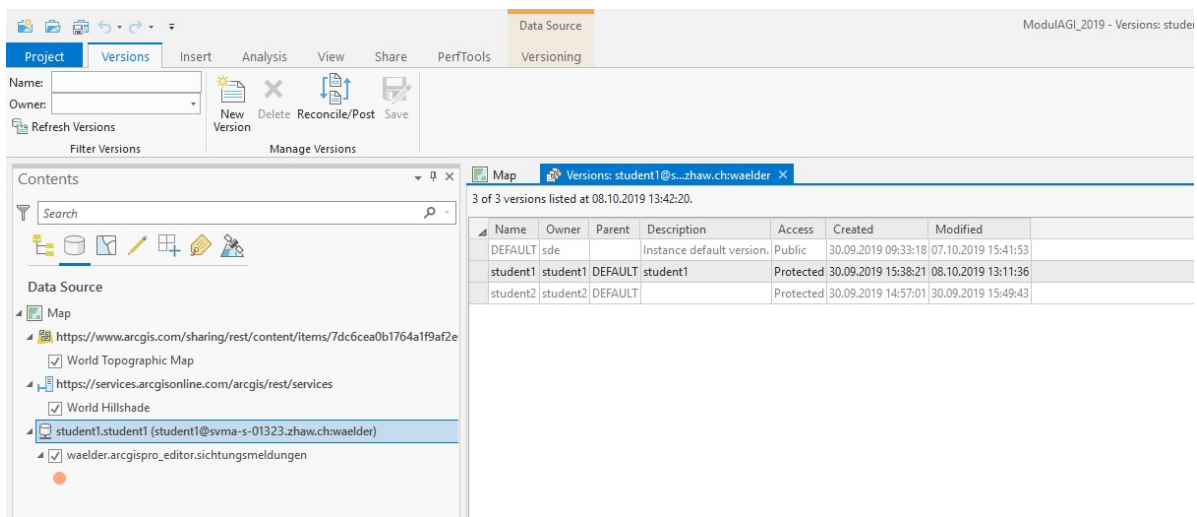 Data Source
ModulAGI_2019 - Versions: studer
Project Versions Insert Analysis View Share PerfTools Versioning
Name:
Owner:
Refresh Versions
Filter Versions
New Version
Delete
Reconcile/Post
Save
Manage Versions
Contents
Search
Data Source
Map
https://www.arcgis.com/sharing/rest/content/items/7dc6cea0b1764a1f9af2e
World Topographic Map
https://services.arcgisonline.com/arcgis/rest/services
World Hillshade
student1.student1 (student1@svma-s-01323.zhaw.ch:waelder)
waelder.arcgispro_editor.sichtungsmeldungen
Map Versions: student1@s...zhaw.ch:waelder
3 of 3 versions listed at 08.10.2019 13:42:20.
Name Owner Parent Description Access Created Modified
DEFAULT sde Instance default version. Public 30.09.2019 09:33:18 07.10.2019 15:41:53
student1 student1 DEFAULT student1 Protected 30.09.2019 15:38:21 08.10.2019 13:11:36
student2 student2 DEFAULT Protected 30.09.2019 14:57:01 30.09.2019 15:49:43